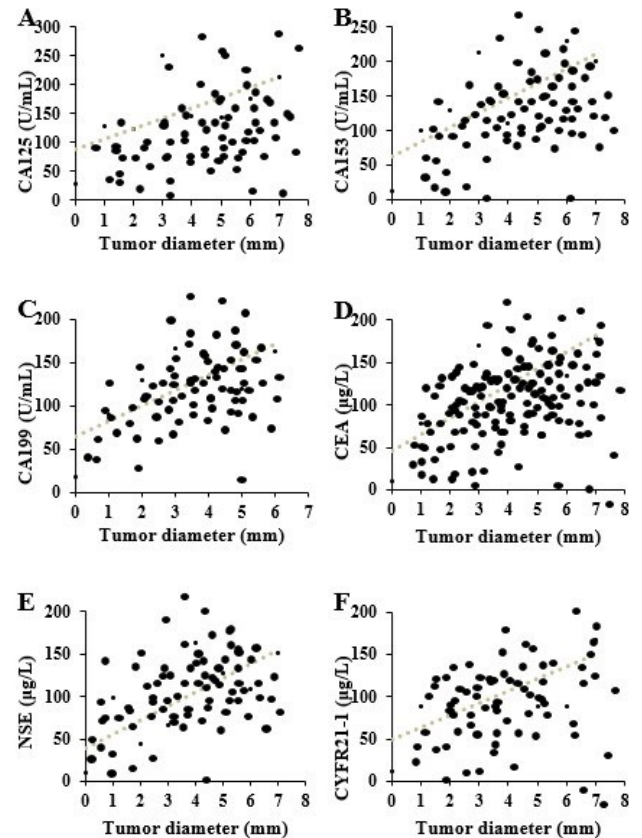 A
CA125 (U/mL)
300
250
200
150
100
50
0
0 1 2 3 4 5 6 7 8
Tumor diameter (mm)
B
CA153 (U/mL)
250
200
150
100
50
0
0 1 2 3 4 5 6 7 8
Tumor diameter (mm)
C
CA199 (U/mL)
200
150
100
50
0
0 1 2 3 4 5 6 7
Tumor diameter (mm)
D
CEA (µg/L)
200
150
100
50
0
0 1 2 3 4 5 6 7 8
Tumor diameter (mm)
E
NSE (µg/L)
200
150
100
50
0
0 1 2 3 4 5 6 7 8
Tumor diameter (mm)
F
CYFR21-1 (µg/L)
200
150
100
50
0
0 1 2 3 4 5 6 7 8
Tumor diameter (mm)